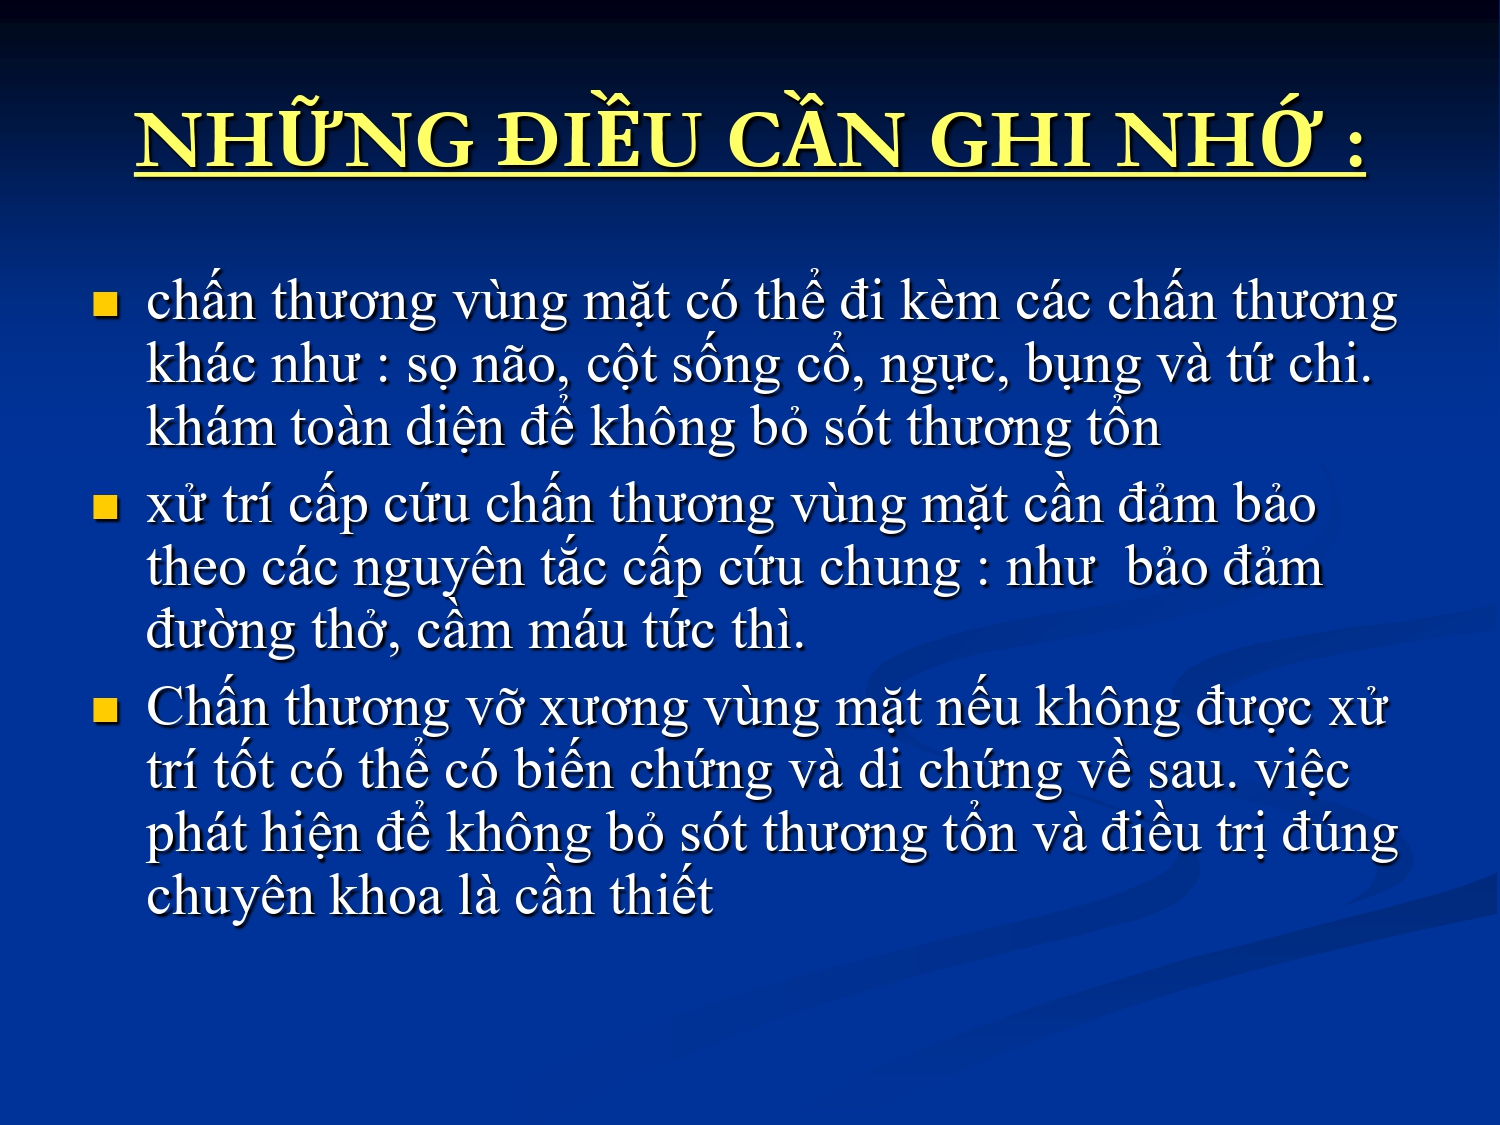 NHỮNG ĐIỀU CẦN GHI NHỚ :
chấn thương vùng mặt có thể đi kèm các chấn thương
khác như : sọ não, cột sống cổ, ngực, bụng và tứ chi.
khám toàn diện để không bỏ sót thương tổn
xử trí cấp cứu chấn thương vùng mặt cần đảm bảo
theo các nguyên tắc cấp cứu chung : như  bảo đảm
đường thở, cầm máu tức thì.
Chấn thương vỡ xương vùng mặt nếu không được xử
trí tốt có thể có biến chứng và di chứng về sau. việc
phát hiện để không bỏ sót thương tổn và điều trị đúng
chuyên khoa là cần thiết